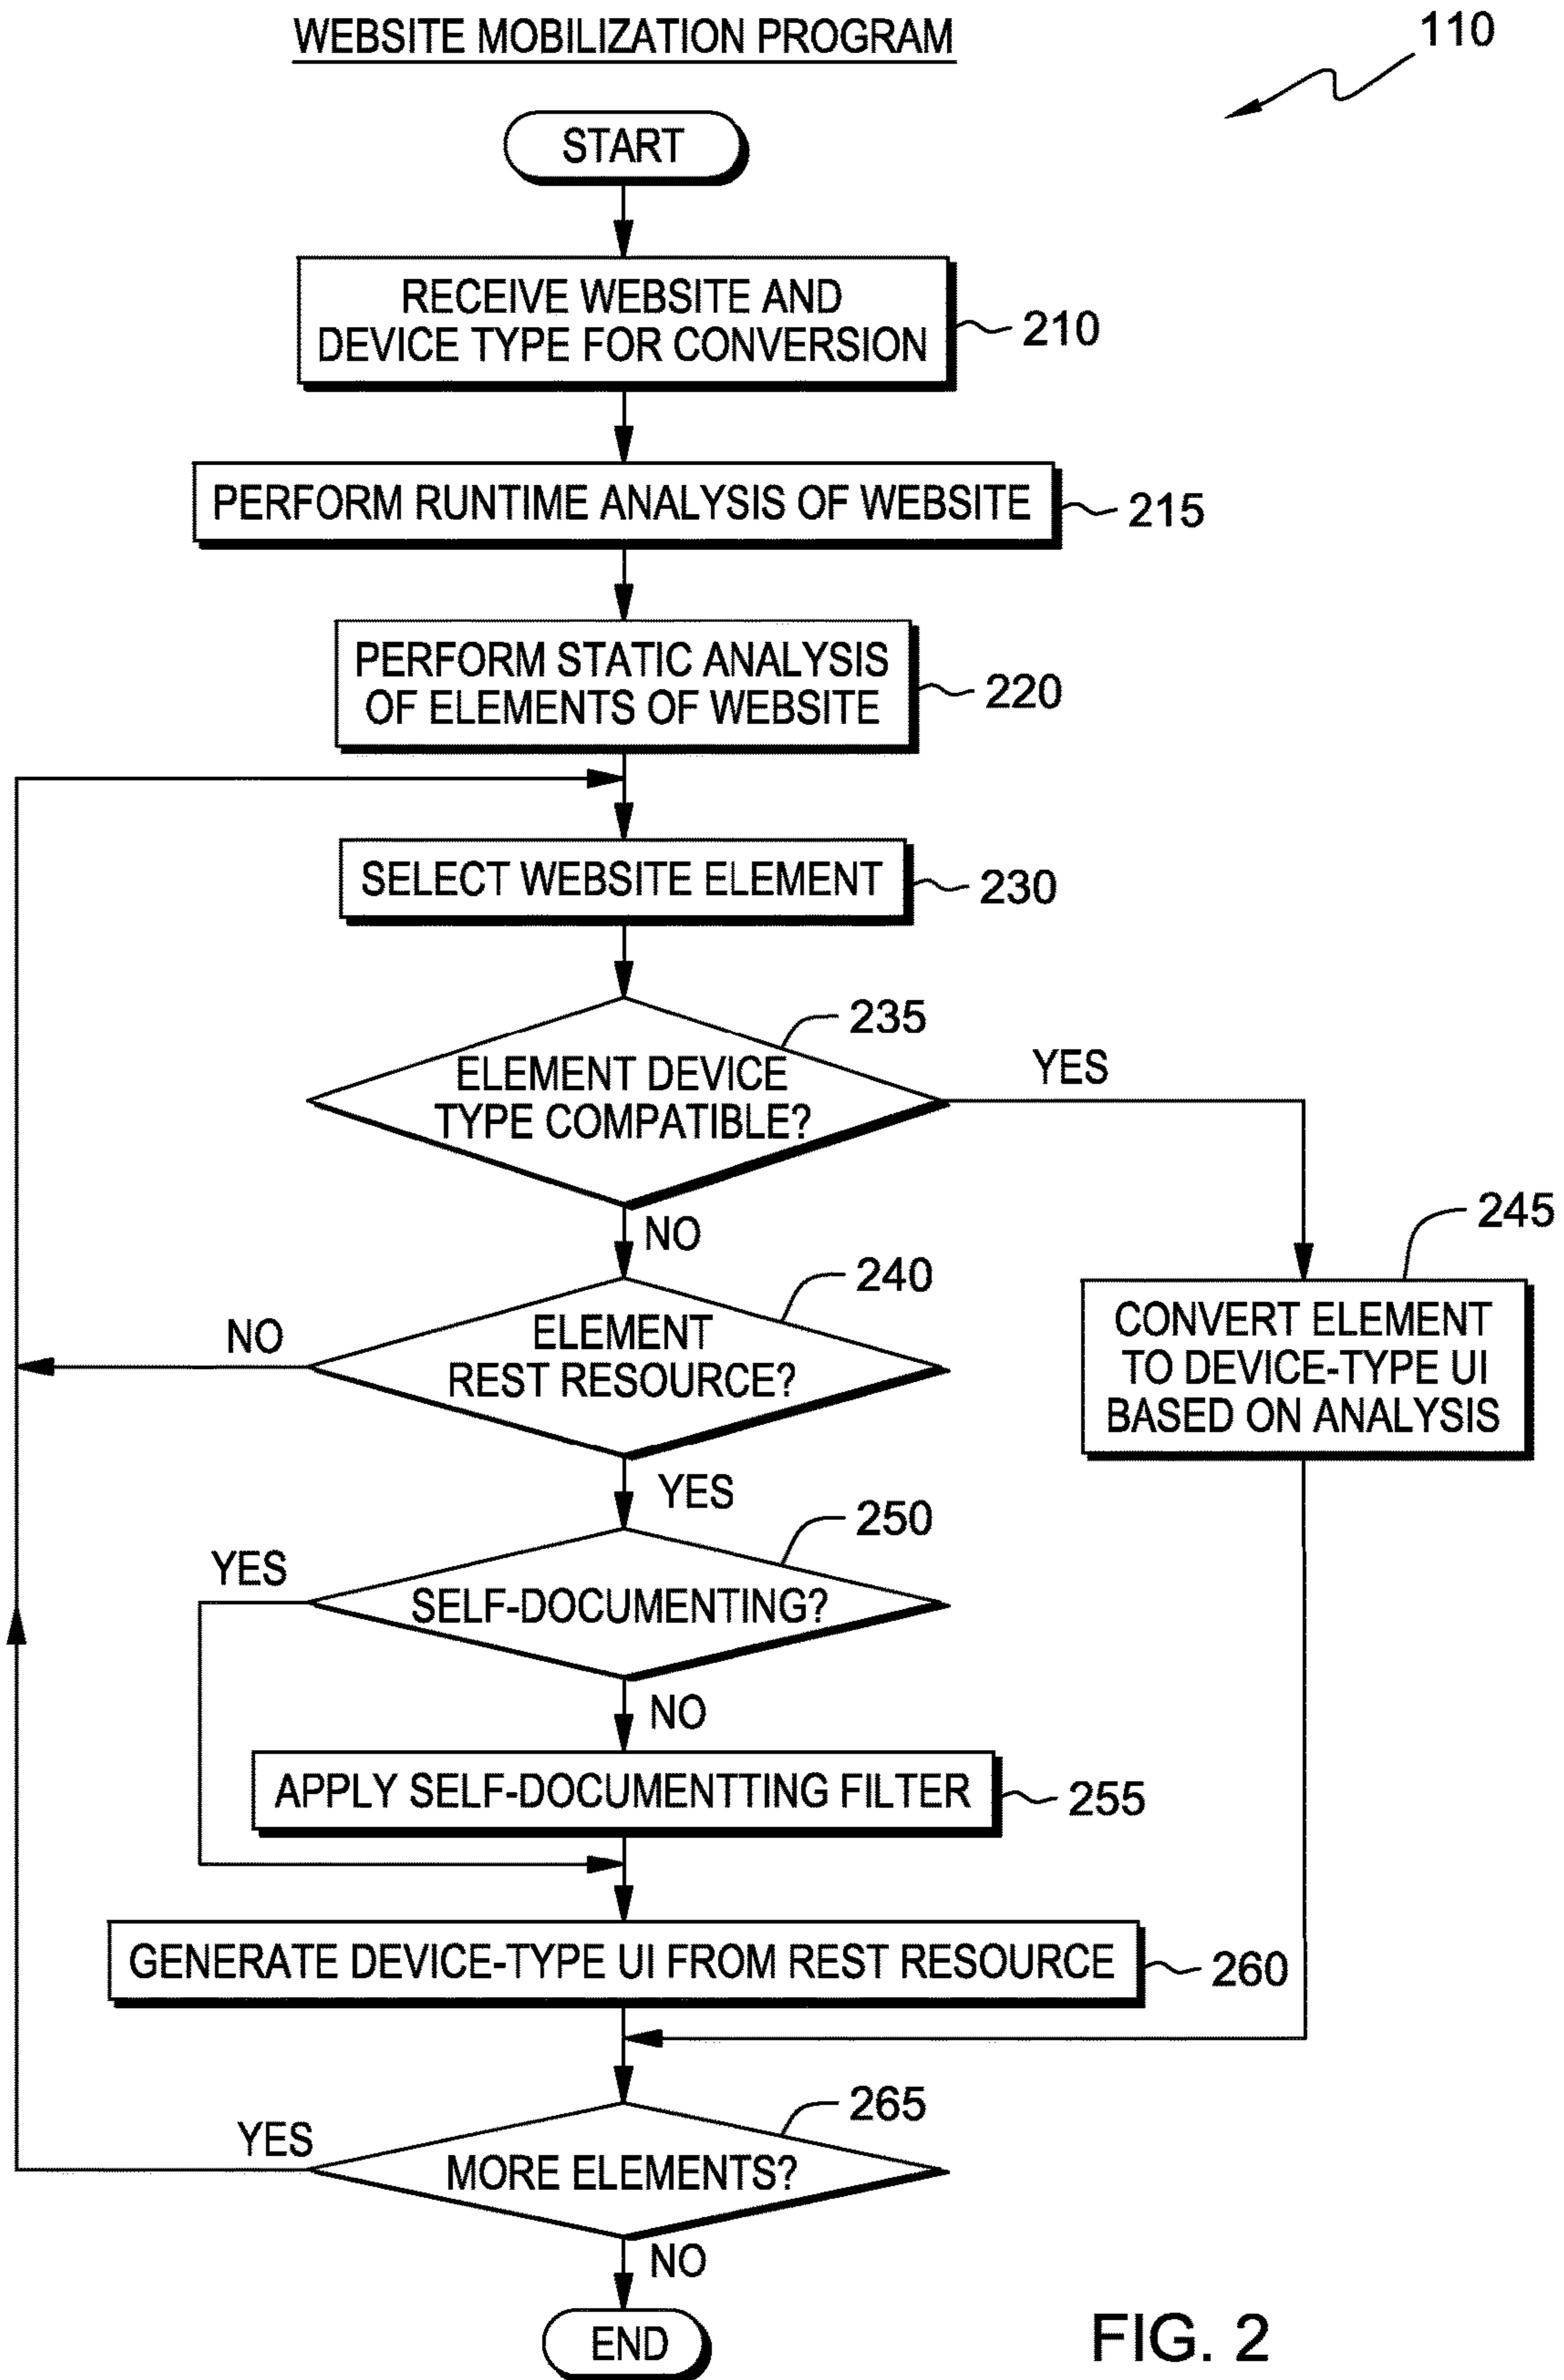 WEBSITE MOBILIZATION PROGRAM
110
START
RECEIVE WEBSITE AND
DEVICE TYPE FOR CONVERSION
210
PERFORM RUNTIME ANALYSIS OF WEBSITE
215
PERFORM STATIC ANALYSIS
OF ELEMENTS OF WEBSITE
220
SELECT WEBSITE ELEMENT
230
235
ELEMENT DEVICE
TYPE COMPATIBLE?
YES
NO
245
CONVERT ELEMENT
TO DEVICE-TYPE UI
BASED ON ANALYSIS
240
ELEMENT
REST RESOURCE?
NO
YES
250
SELF-DOCUMENTING?
YES
NO
APPLY SELF-DOCUMENTTING FILTER
255
GENERATE DEVICE-TYPE UI FROM REST RESOURCE
260
265
MORE ELEMENTS?
YES
NO
END
FIG. 2